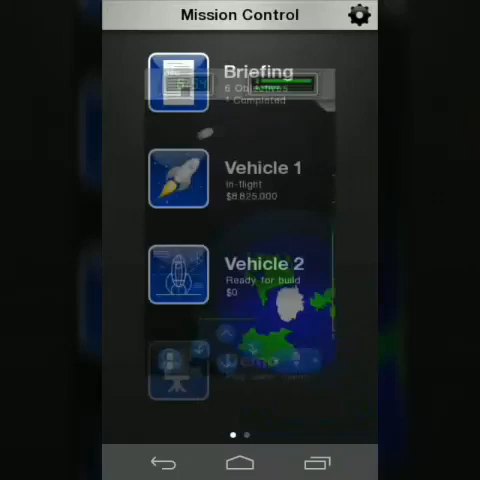 Mission Control
Briefing
6 Objectives
1 Completed
Vehicle 1
In-flight
$8,825,000
Vehicle 2
Ready for build
$0